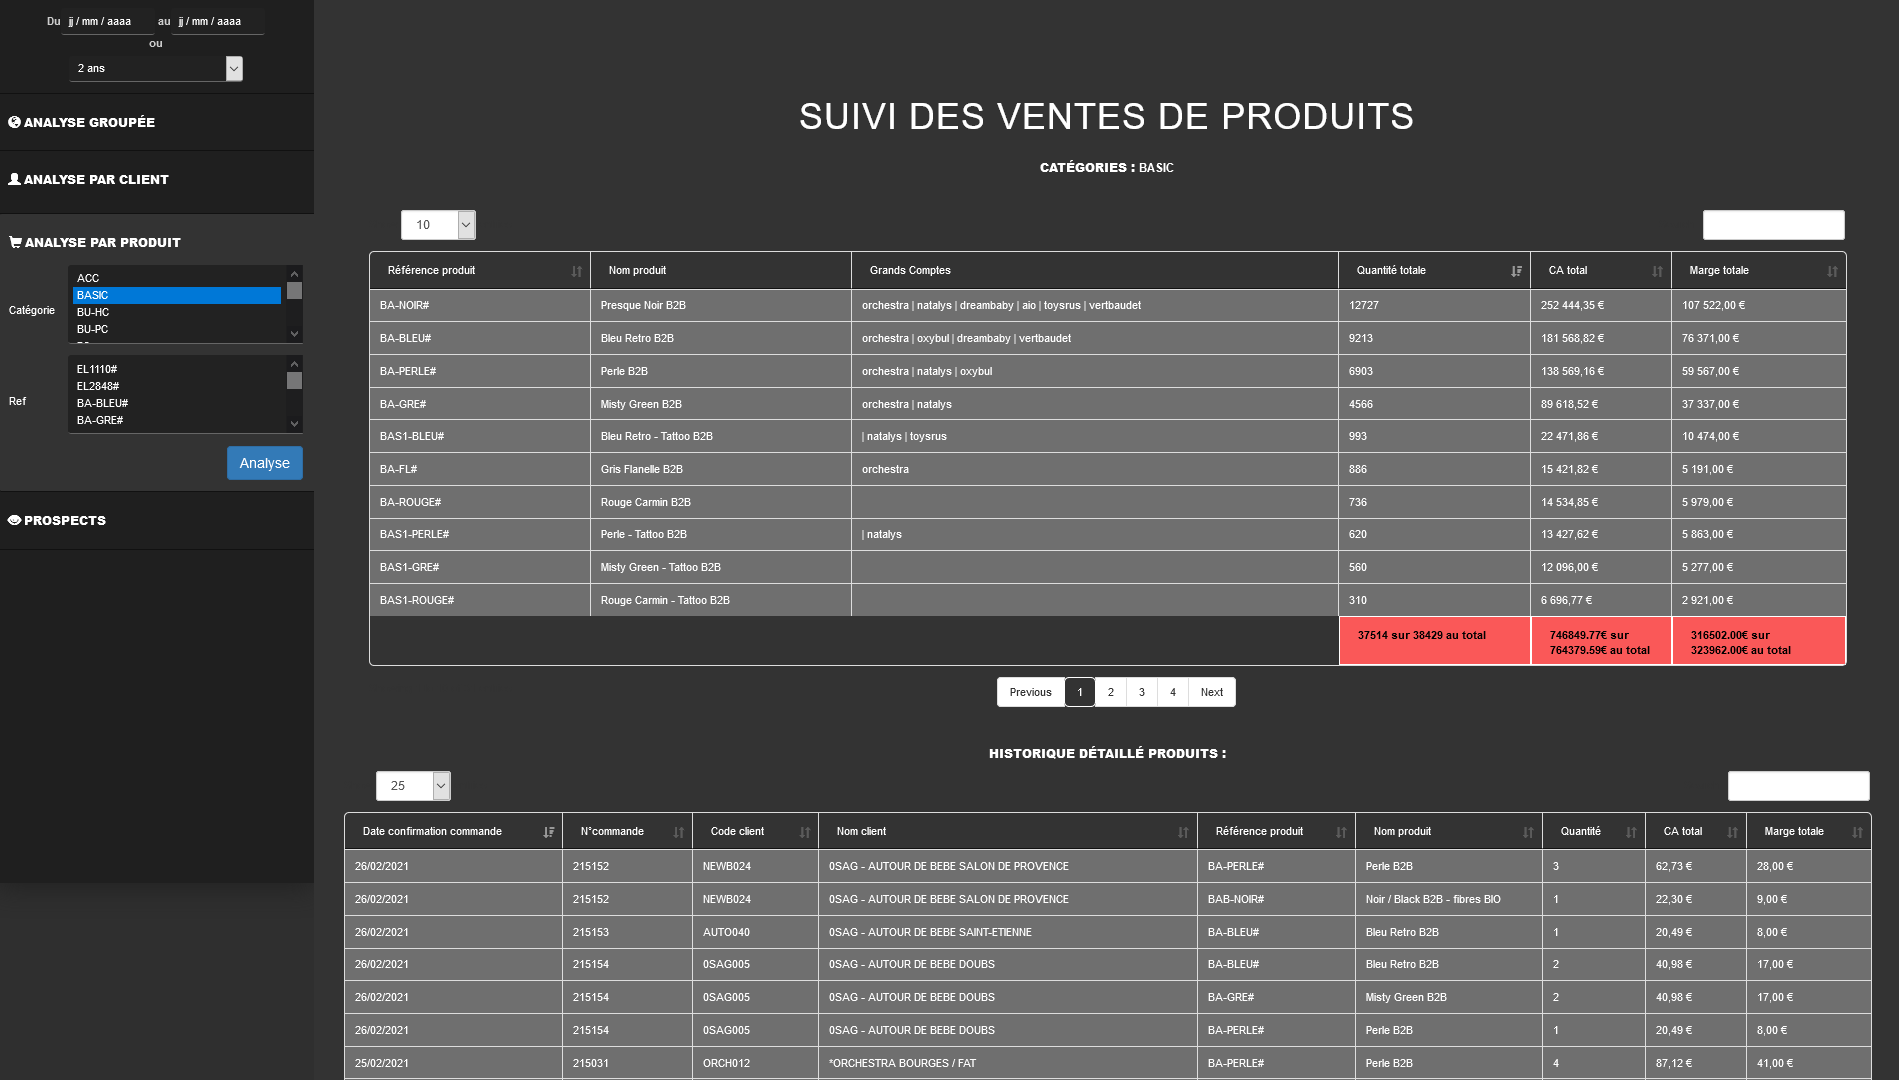 Du jj / mm / aaaa au jj / mm / aaaa
ou
2 ans
ANALYSE GROUPÉE
ANALYSE PAR CLIENT
ANALYSE PAR PRODUIT
Catégorie
ACC
BASIC
BU-HC
BU-PC
Ref
EL1110#
EL2848#
BA-BLEU#
BA-GRE#
Analyse
PROSPECTS
SUIVI DES VENTES DE PRODUITS
CATÉGORIES : BASIC
10
Référence produit Nom produit Grands Comptes Quantité totale CA total Marge totale
BA-NOIR# Presque Noir B2B orchestra | natalys | dreambaby | aio | toysrus | vertbaudet 12727 252 444,35 € 107 522,00 €
BA-BLEU# Bleu Retro B2B orchestra | oxybul | dreambaby | vertbaudet 9213 181 568,82 € 76 371,00 €
BA-PERLE# Perle B2B orchestra | natalys | oxybul 6903 138 569,16 € 59 567,00 €
BA-GRE# Misty Green B2B orchestra | natalys 4566 89 618,52 € 37 337,00 €
BAS1-BLEU# Bleu Retro - Tattoo B2B | natalys | toysrus 993 22 471,86 € 10 474,00 €
BA-FL# Gris Flanelle B2B orchestra 886 15 421,82 € 5 191,00 €
BA-ROUGE# Rouge Carmin B2B 736 14 534,85 € 5 979,00 €
BAS1-PERLE# Perle - Tattoo B2B | natalys 620 13 427,62 € 5 863,00 €
BAS1-GRE# Misty Green - Tattoo B2B 560 12 096,00 € 5 277,00 €
BAS1-ROUGE# Rouge Carmin - Tattoo B2B 310 6 696,77 € 2 921,00 €
37514 sur 38429 au total 746849.77€ sur 316502.00€ sur
764379.59€ au total 323962.00€ au total
Previous 1 2 3 4 Next
HISTORIQUE DÉTAILLÉ PRODUITS :
25
Date confirmation commande N°commande Code client Nom client Référence produit Nom produit Quantité CA total Marge totale
26/02/2021 215152 NEWB024 0SAG - AUTOUR DE BEBE SALON DE PROVENCE BA-PERLE# Perle B2B 3 62,73 € 28,00 €
26/02/2021 215152 NEWB024 0SAG - AUTOUR DE BEBE SALON DE PROVENCE BAB-NOIR# Noir / Black B2B - fibres BIO 1 22,30 € 9,00 €
26/02/2021 215153 AUTO040 0SAG - AUTOUR DE BEBE SAINT-ETIENNE BA-BLEU# Bleu Retro B2B 1 20,49 € 8,00 €
26/02/2021 215154 0SAG005 0SAG - AUTOUR DE BEBE DOUBS BA-BLEU# Bleu Retro B2B 2 40,98 € 17,00 €
26/02/2021 215154 0SAG005 0SAG - AUTOUR DE BEBE DOUBS BA-GRE# Misty Green B2B 2 40,98 € 17,00 €
26/02/2021 215154 0SAG005 0SAG - AUTOUR DE BEBE DOUBS BA-PERLE# Perle B2B 1 20,49 € 8,00 €
25/02/2021 215031 ORCH012 *ORCHESTRA BOURGES / FAT BA-PERLE# Perle B2B 4 87,12 € 41,00 €